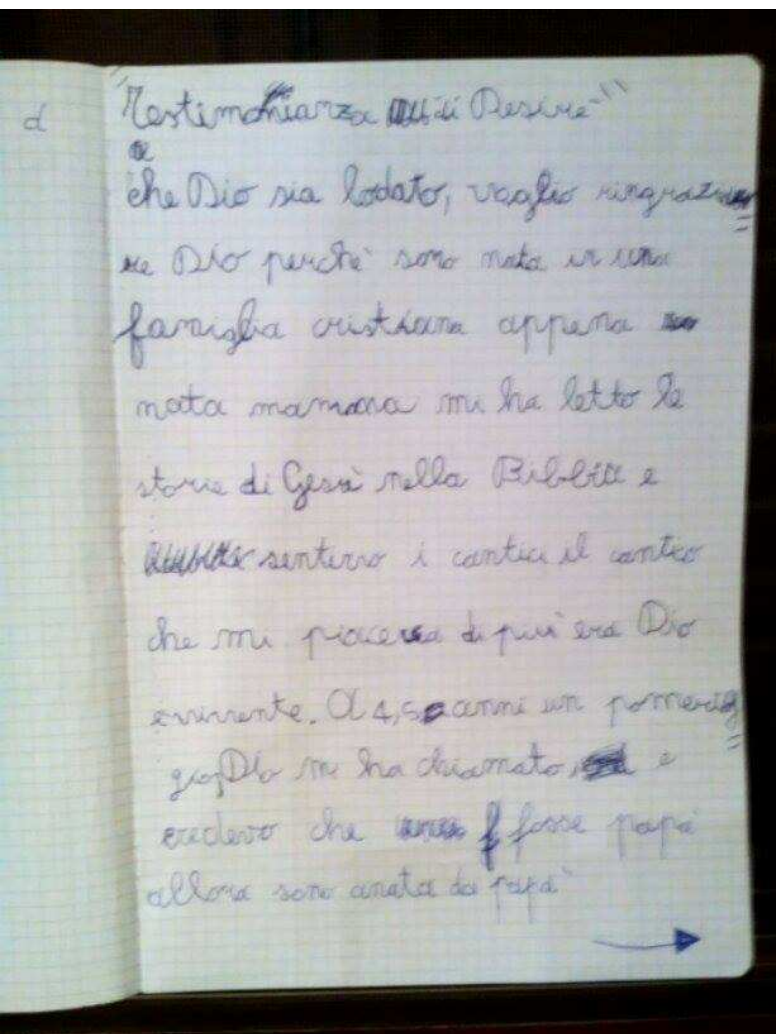 d
"Testimonianza di Desirè"
che Dio sia lodato, voglio ringrazia=
re Dio perchè sono nata in una
famiglia cristiana appena
nata mamma mi ha letto le
storie di Gesù nella Bibbia e
sentivo i cantici il cantico
che mi piaceva di più era Dio
è vivente. A 4,5 anni un pomerig=
gio, Dio mi ha chiamato, e
credevo che fosse papà
allora sono anata da papà